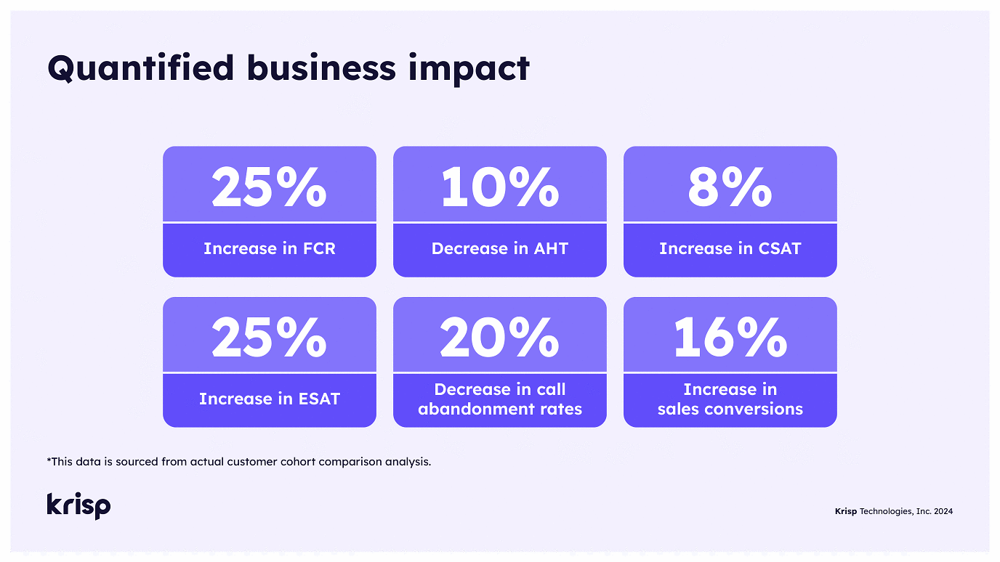 Quantified business impact
25%
Increase in FCR
10%
Decrease in AHT
8%
Increase in CSAT
25%
Increase in ESAT
20%
Decrease in call
abandonment rates
16%
Increase in
sales conversions
*This data is sourced from actual customer cohort comparison analysis.
krisp
Krisp Technologies, Inc. 2024